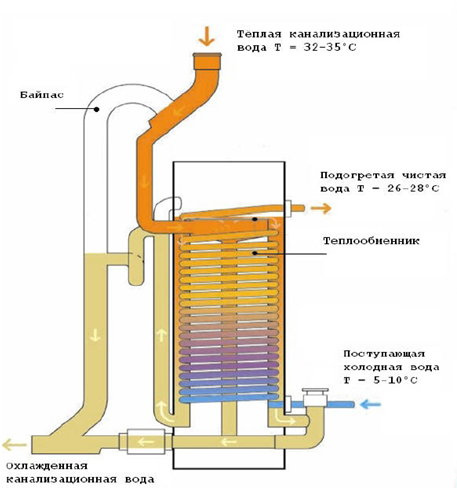 Теплая канализационная
вода Т = 32-35°С
Байпас
Подогретая чистая
вода Т - 26-28°С
Теплообменник
Поступающая
холодная вода
Т - 5-10°С
Охлажденная
канализационная вода